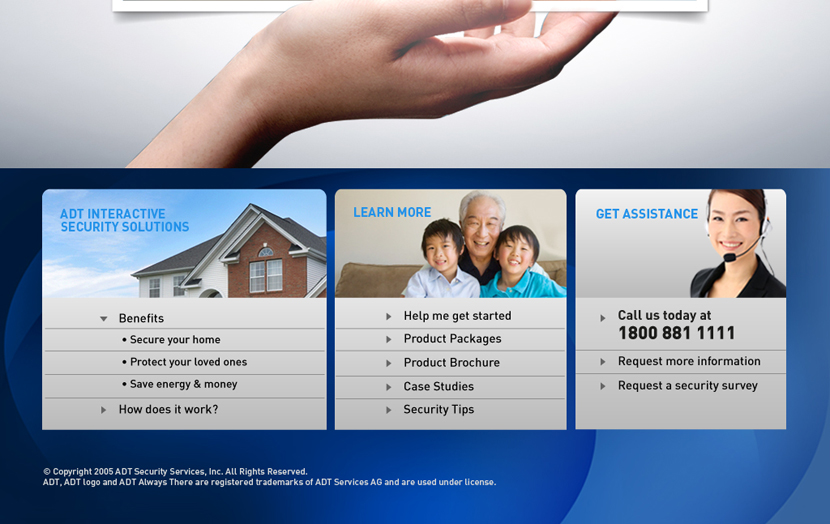 ADT INTERACTIVE
SECURITY SOLUTIONS
Benefits
• Secure your home
• Protect your loved ones
• Save energy & money
How does it work?
LEARN MORE
Help me get started
Product Packages
Product Brochure
Case Studies
Security Tips
GET ASSISTANCE
Call us today at
1800 881 1111
Request more information
Request a security survey
© Copyright 2005 ADT Security Services, Inc. All Rights Reserved.
ADT, ADT logo and ADT Always There are registered trademarks of ADT Services AG and are used under license.